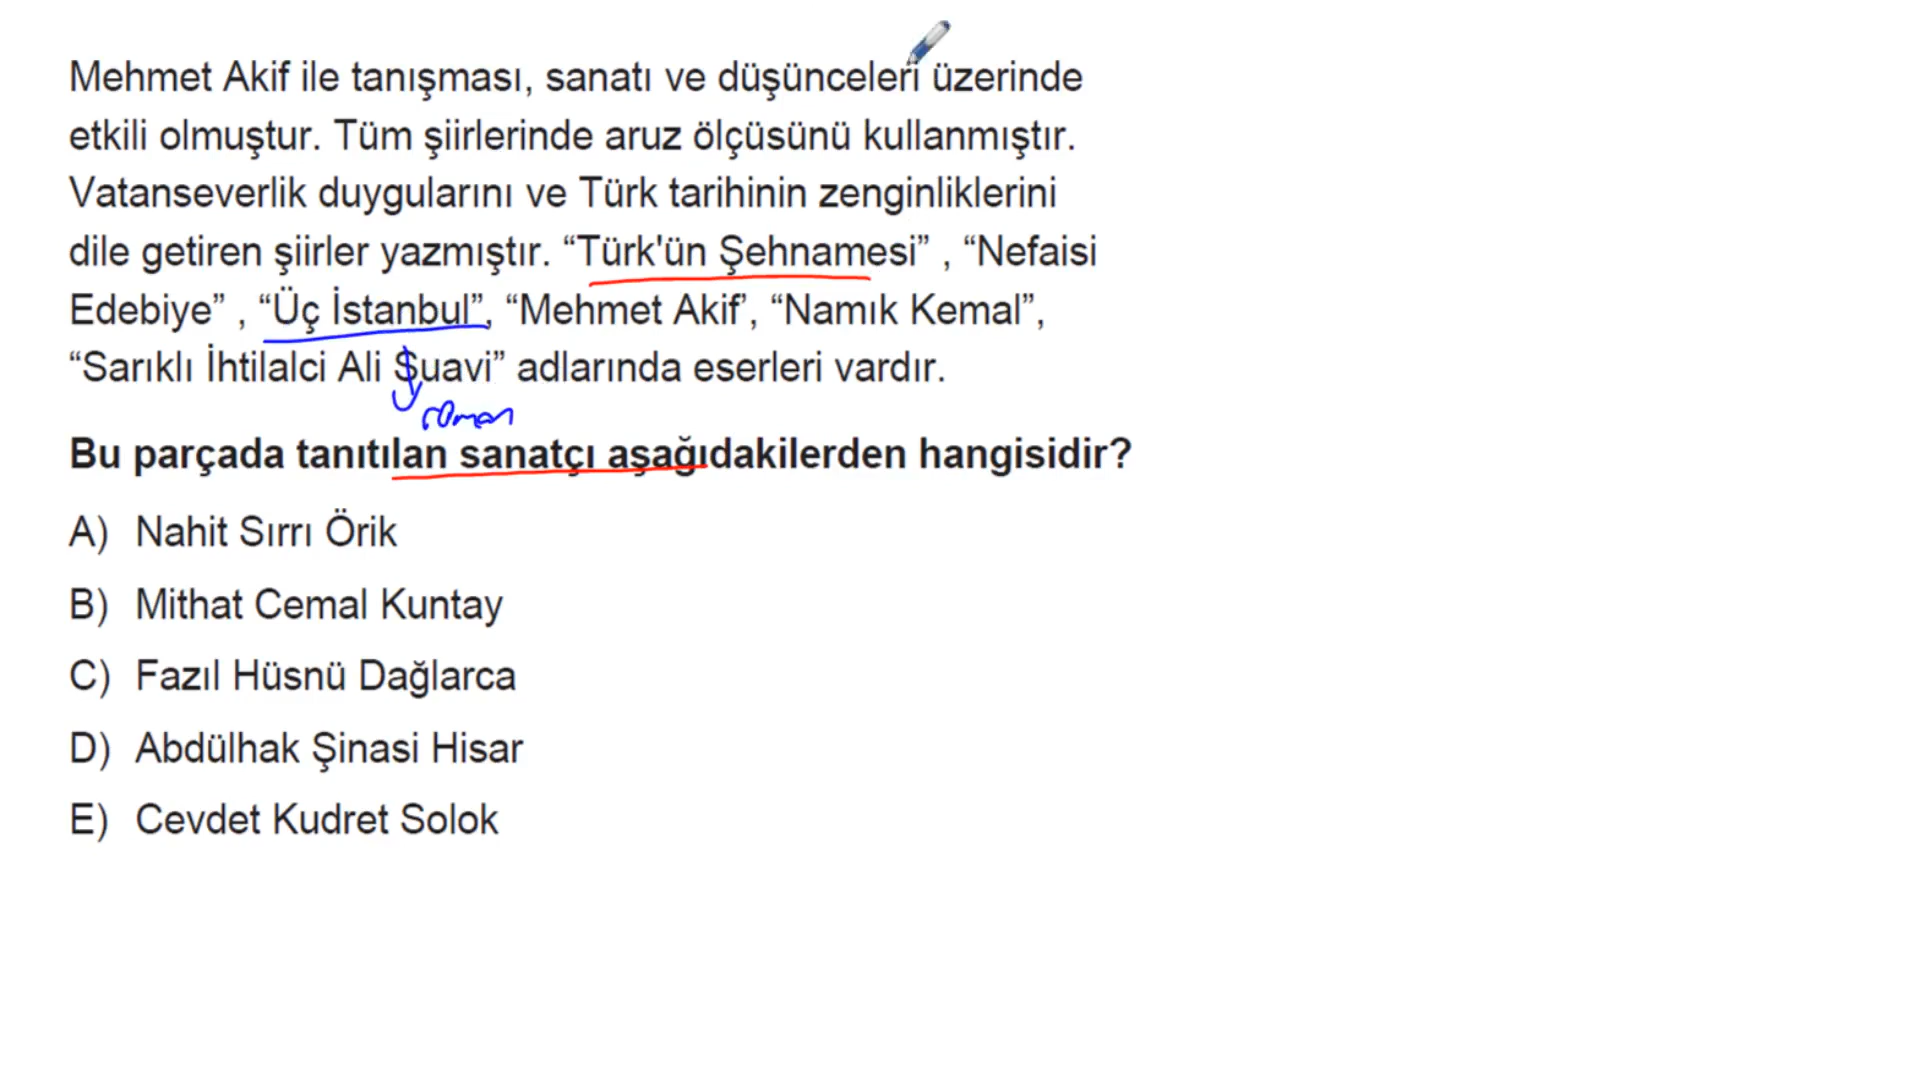 Mehmet Akif ile tanışması, sanatı ve düşünceleri üzerinde
etkili olmuştur. Tüm şiirlerinde aruz ölçüsünü kullanmıştır.
Vatanseverlik duygularını ve Türk tarihinin zenginliklerini
dile getiren şiirler yazmıştır. “Türk'ün Şehnamesi” , “Nefaisi
Edebiye” , “Üç İstanbul”, “Mehmet Akif’, “Namık Kemal”,
“Sarıklı İhtilalci Ali Suavi” adlarında eserleri vardır.
roman
Bu parçada tanıtılan sanatçı aşağıdakilerden hangisidir?
A) Nahit Sırrı Örik
B) Mithat Cemal Kuntay
C) Fazıl Hüsnü Dağlarca
D) Abdülhak Şinasi Hisar
E) Cevdet Kudret Solok